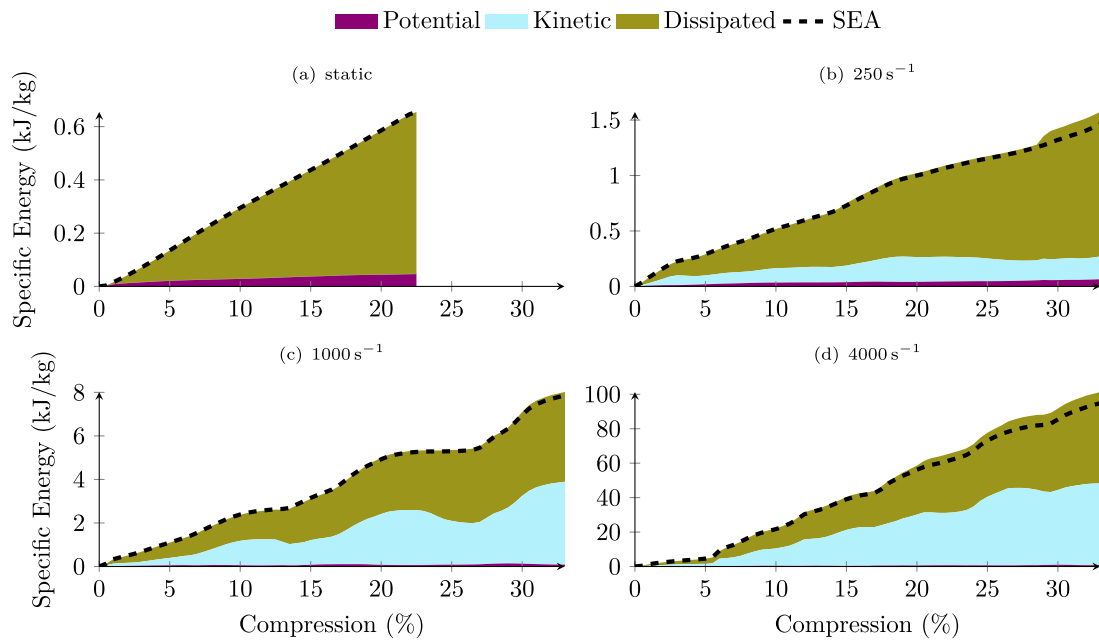 Potential Kinetic Dissipated SEA
(a) static
(b) 250 s⁻¹
Specific Energy (kJ/kg)
0.6
0.4
0.2
0
0 5 10 15 20 25 30
1.5
1
0.5
0
0 5 10 15 20 25 30
(c) 1000 s⁻¹
(d) 4000 s⁻¹
Specific Energy (kJ/kg)
8
6
4
2
0
0 5 10 15 20 25 30
Compression (%)
100
80
60
40
20
0
0 5 10 15 20 25 30
Compression (%)